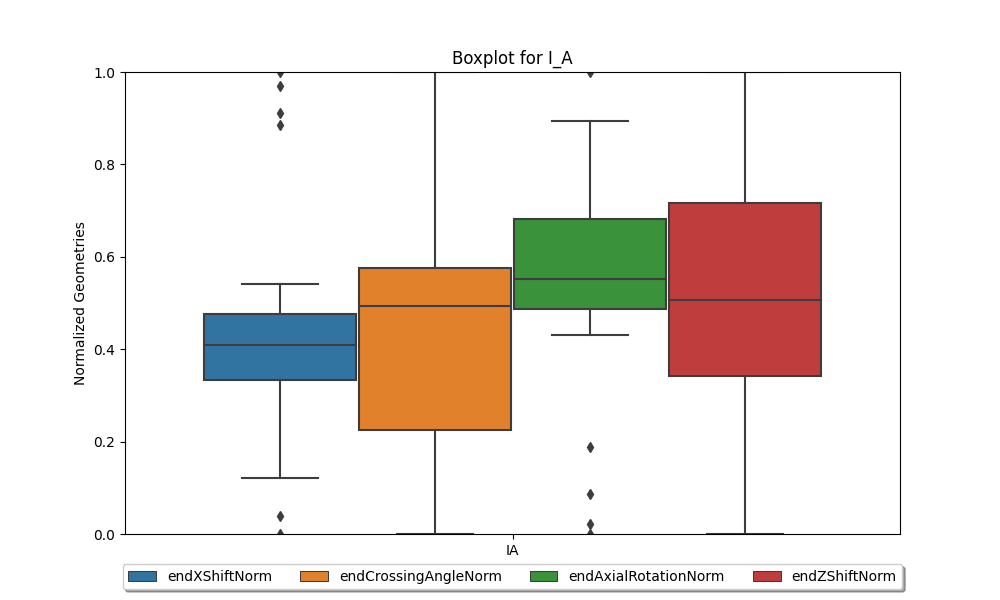 Boxplot for I_A
1.0
0.8
0.6
0.4
0.2
0.0
Normalized Geometries
IA
endXShiftNorm endCrossingAngleNorm endAxialRotationNorm endZShiftNorm